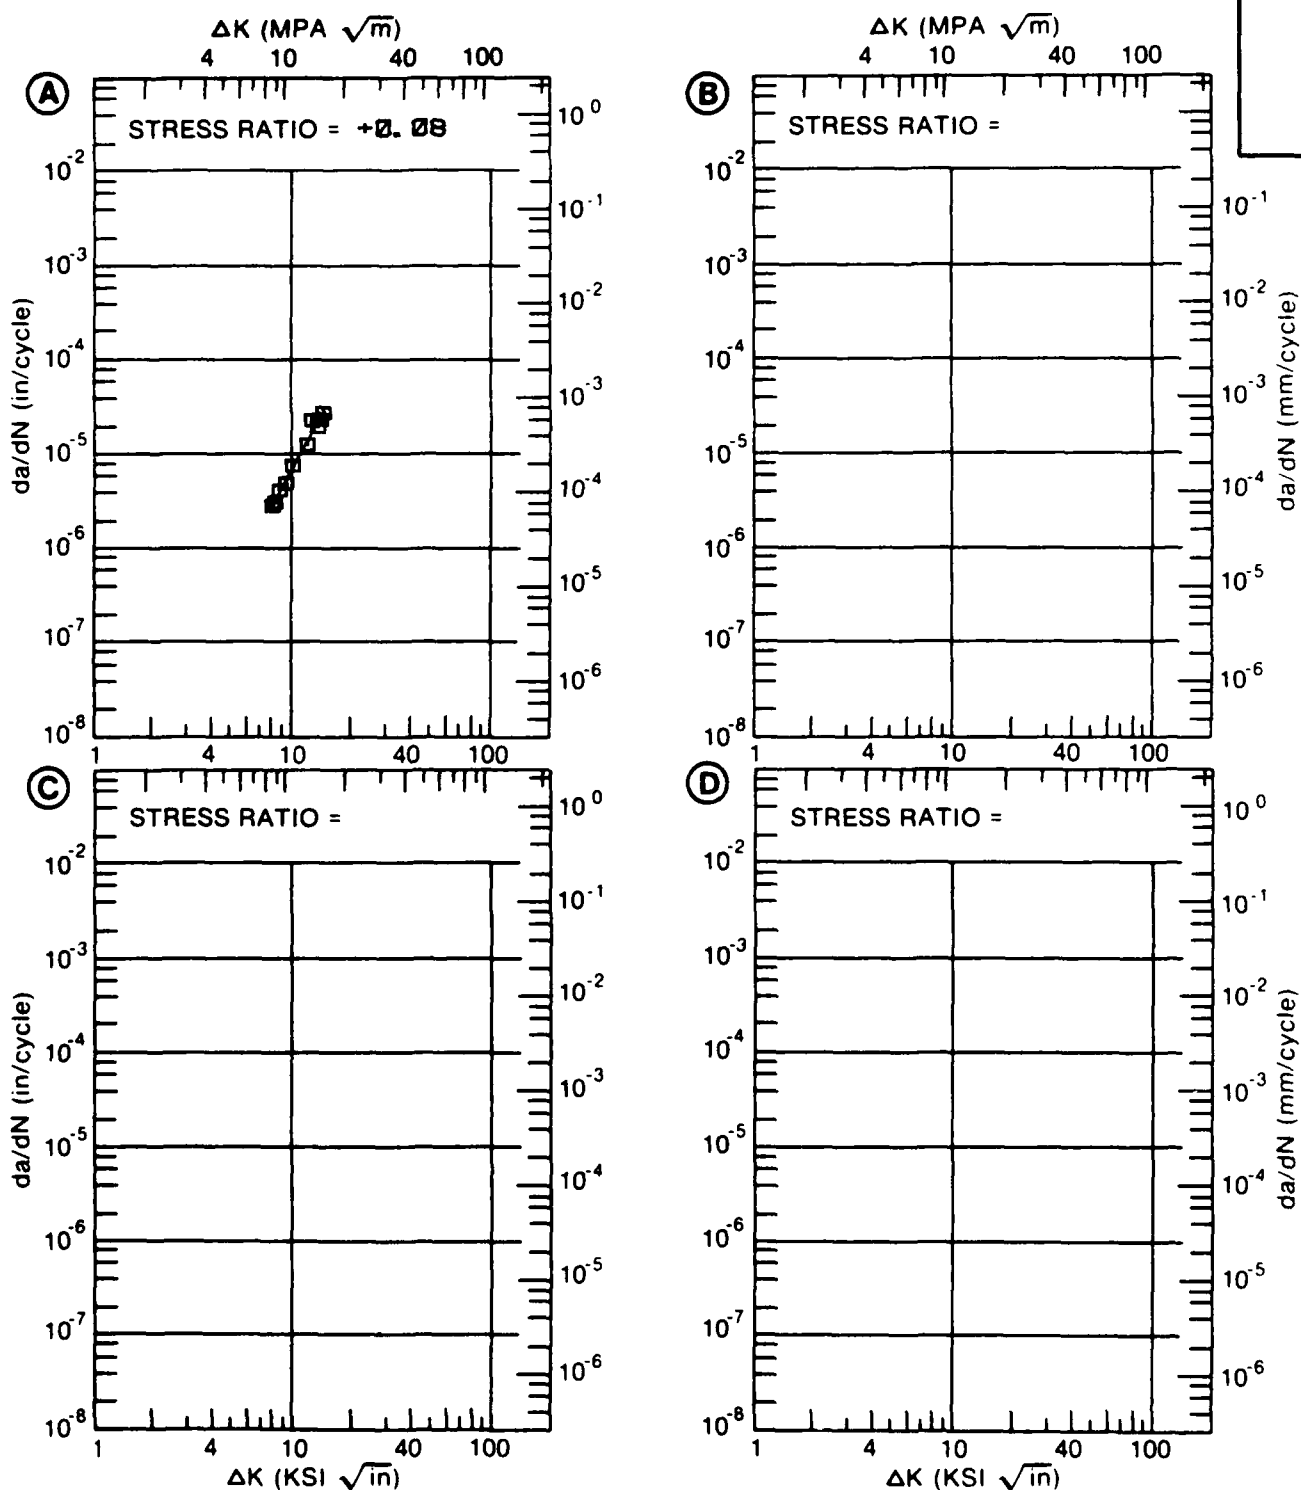 ΔK (MPA √m)
4 10 40 100
A
STRESS RATIO = +0.08
10^0
10^-2
10^-1
10^-3
10^-2
10^-4
10^-3
10^-5
10^-4
10^-6
10^-5
10^-7
10^-6
10^-8
1 4 10 40 100
da/dN (in/cycle)
ΔK (MPA √m)
4 10 40 100
B
STRESS RATIO =
10^-2
10^-1
10^-3
10^-2
10^-4
10^-3
10^-5
10^-4
10^-6
10^-5
10^-7
10^-6
10^-8
1 4 10 40 100
da/dN (mm/cycle)
C
STRESS RATIO =
10^0
10^-2
10^-1
10^-3
10^-2
10^-4
10^-3
10^-5
10^-4
10^-6
10^-5
10^-7
10^-6
10^-8
1 4 10 40 100
da/dN (in/cycle)
ΔK (KSI √in)
D
STRESS RATIO =
10^0
10^-2
10^-1
10^-3
10^-2
10^-4
10^-3
10^-5
10^-4
10^-6
10^-5
10^-7
10^-6
10^-8
1 4 10 40 100
da/dN (mm/cycle)
ΔK (KSI √in)